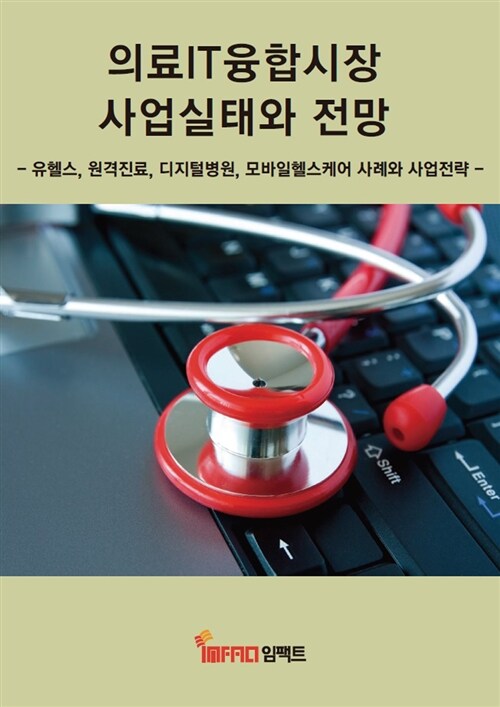 의료IT융합시장
사업실태와 전망
- 유헬스, 원격진료, 디지털병원, 모바일헬스케어 사례와 사업전략 -
Shift
Enter
IMPACT 임팩트